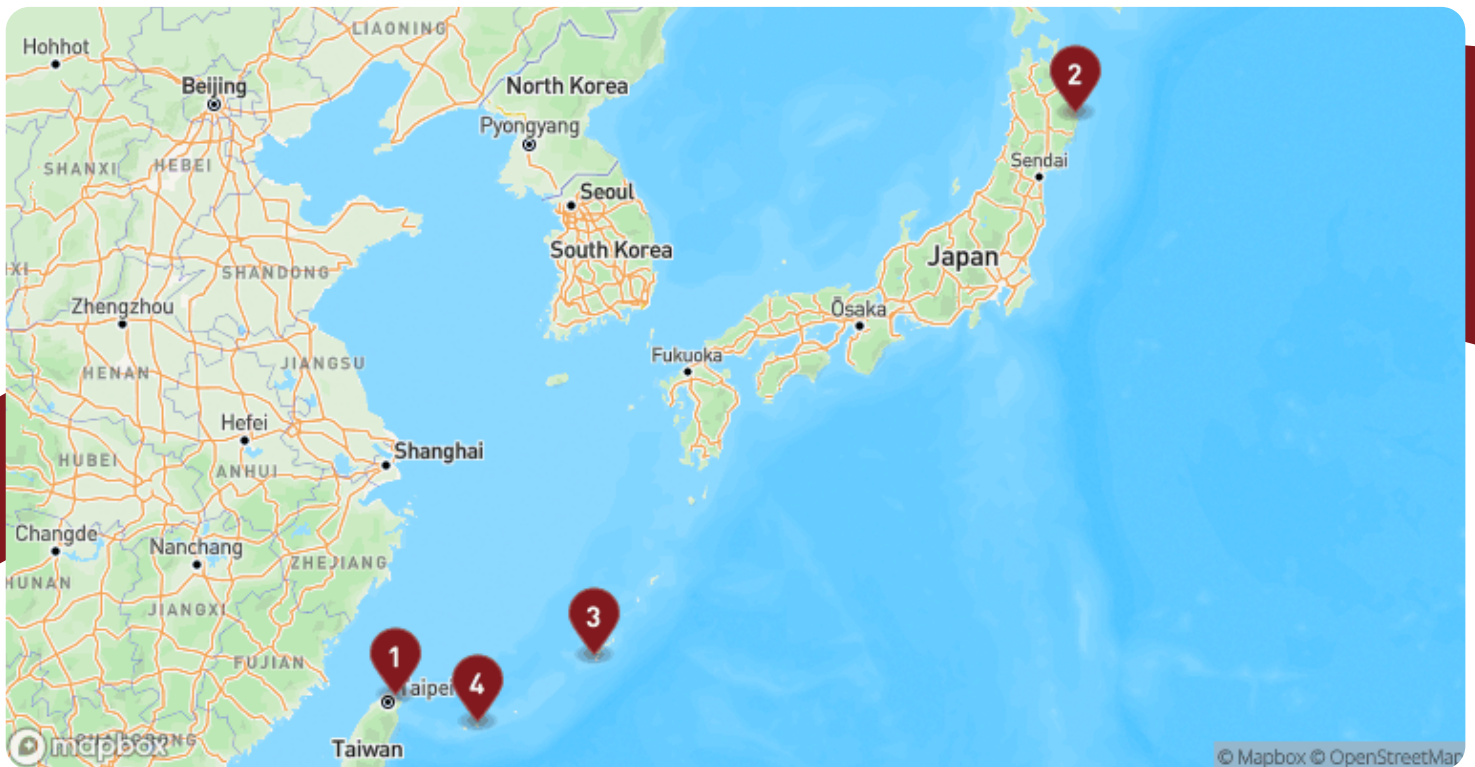 LIAONING
Hohhot
Beijing
North Korea
2
Pyongyang
SHANXI
HEBEI
Sendai
Seoul
South Korea
Japan
XI
SHANDONG
Zhengzhou
Ōsaka
Fukuoka
JIANGSU
HENAN
Hefei
Shanghai
HUBEI
ANHUI
Changde
Nanchang
ZHEJIANG
HUNAN
JIANGXI
3
FUJIAN
1
4
Taipei
Taiwan
GUANGDONG
mapbox
© Mapbox © OpenStreetMap